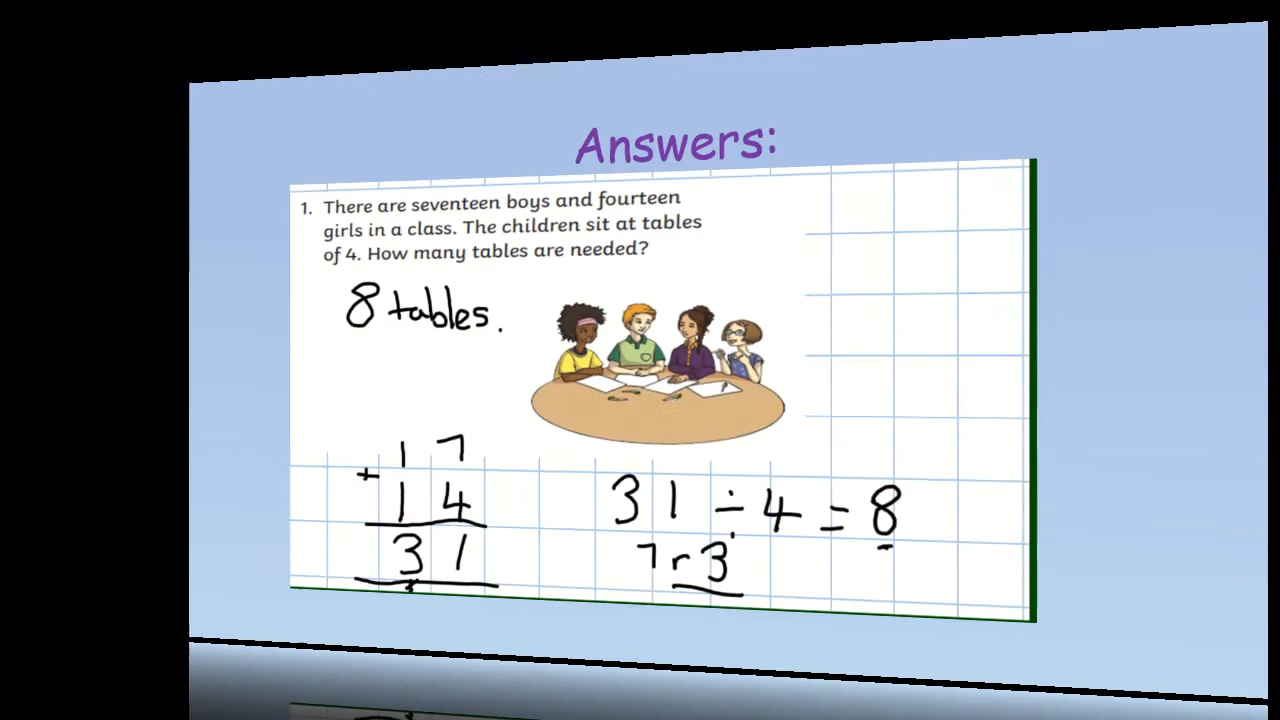 Answers:
1. There are seventeen boys and fourteen
girls in a class. The children sit at tables
of 4. How many tables are needed?
8 tables.
17
+14
31
31 ÷ 4 = 8
7 r 3